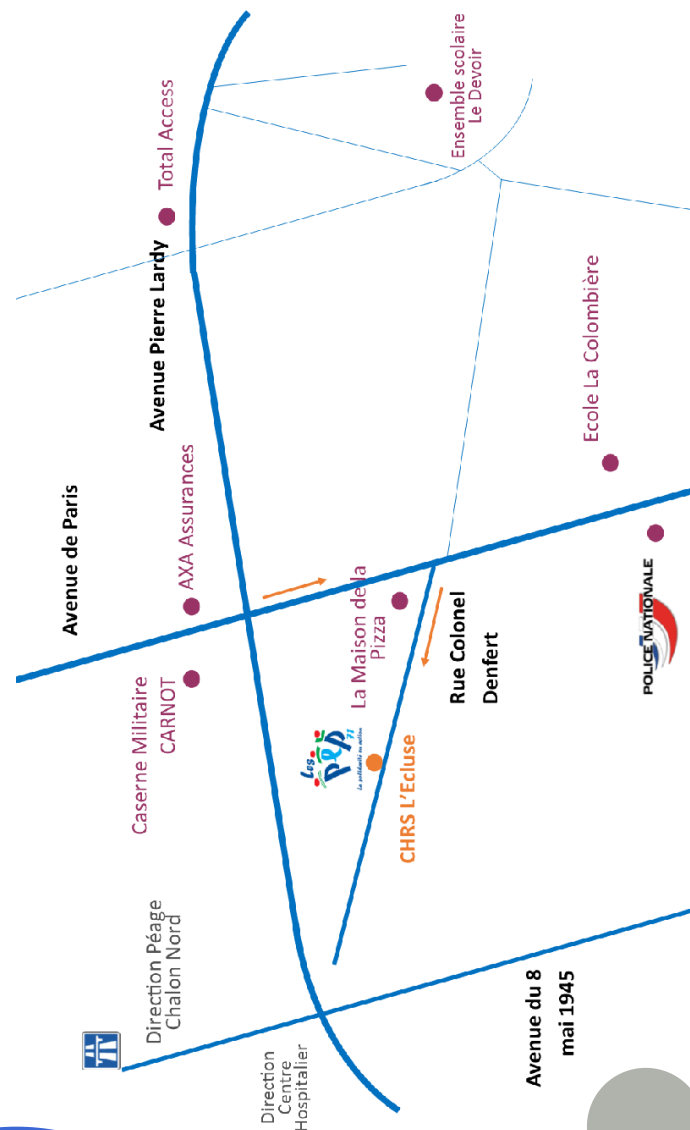 Ensemble scolaire
Le Devoir
Total Access
Avenue Pierre Lardy
Ecole La Colombière
Avenue de Paris
AXA Assurances
La Maison de la
Pizza
Caserne Militaire
CARNOT
Rue Colonel
Denfert
POLICE NATIONALE
Les
pep
71
La solidarité en action
CHRS L'Ecluse
Direction Péage
Chalon Nord
Avenue du 8
mai 1945
Direction
Centre
Hospitalier